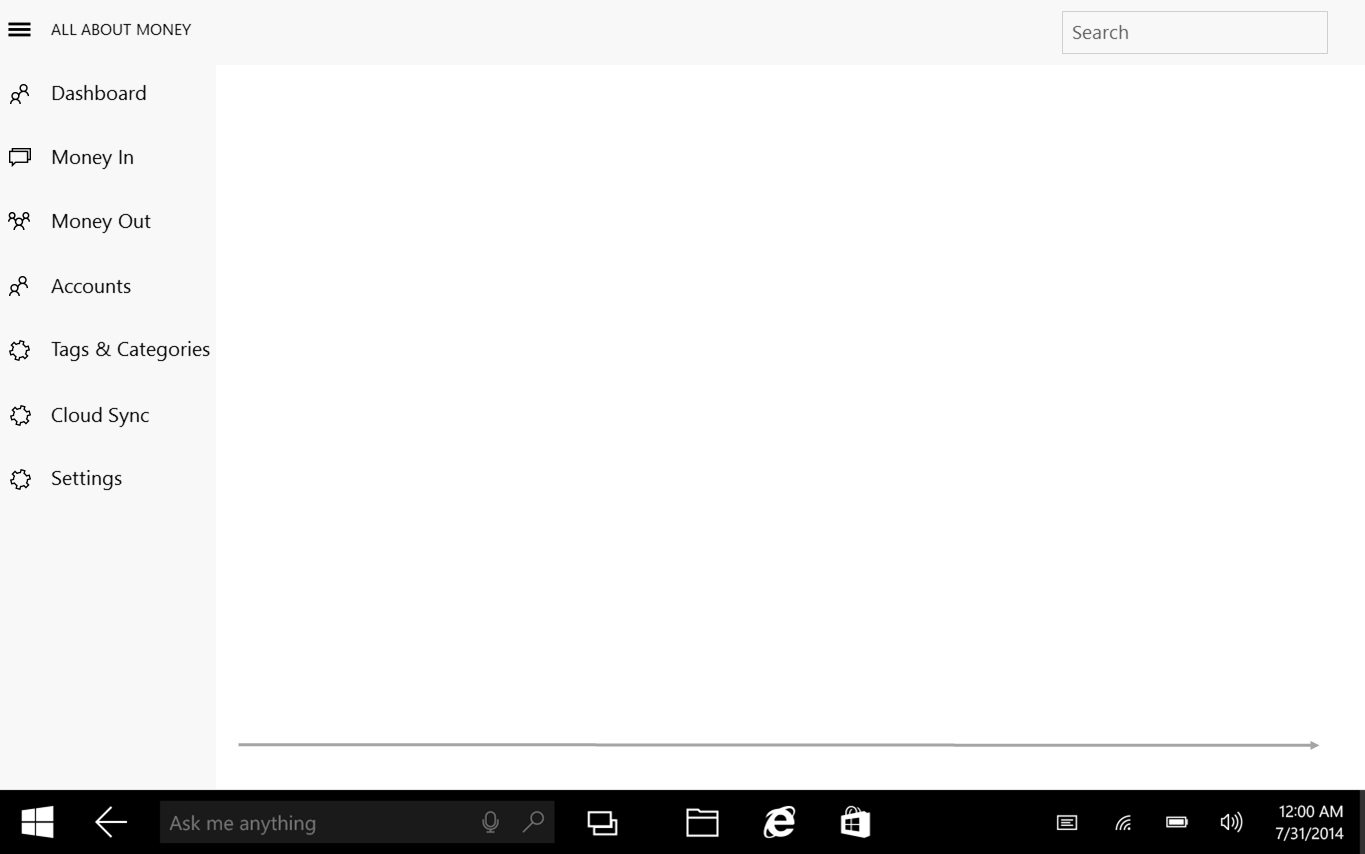 ALL ABOUT MONEY
Search
Dashboard
Money In
Money Out
Accounts
Tags & Categories
Cloud Sync
Settings
Ask me anything
12:00 AM
7/31/2014